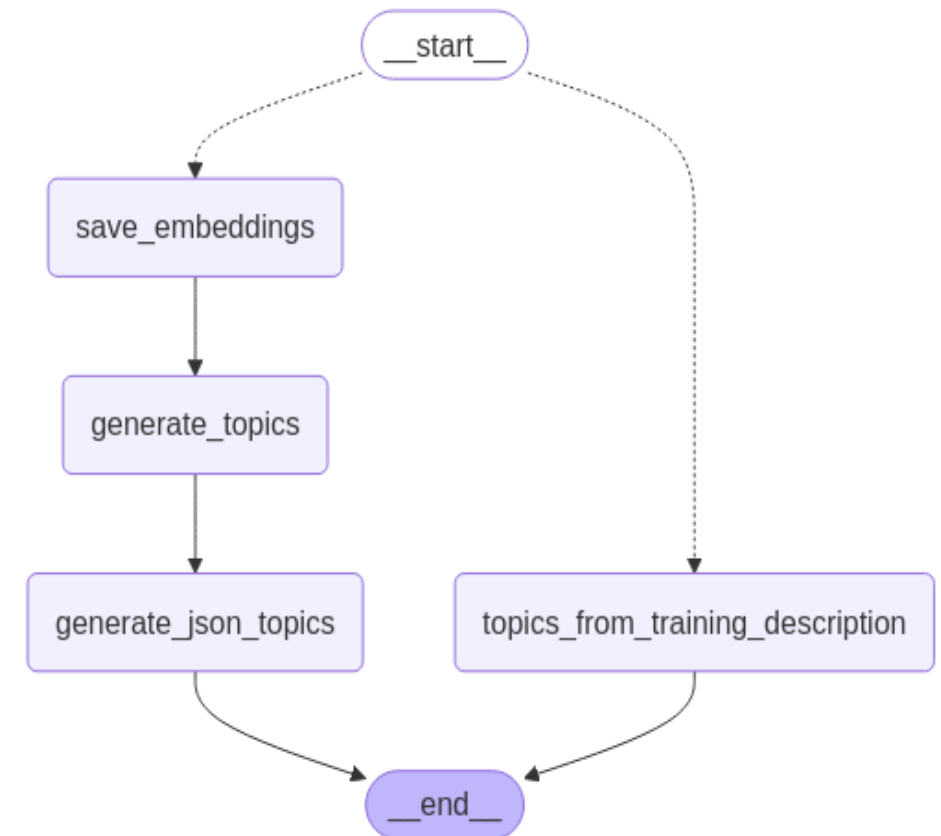 __start__
save_embeddings
generate_topics
generate_json_topics
topics_from_training_description
__end__